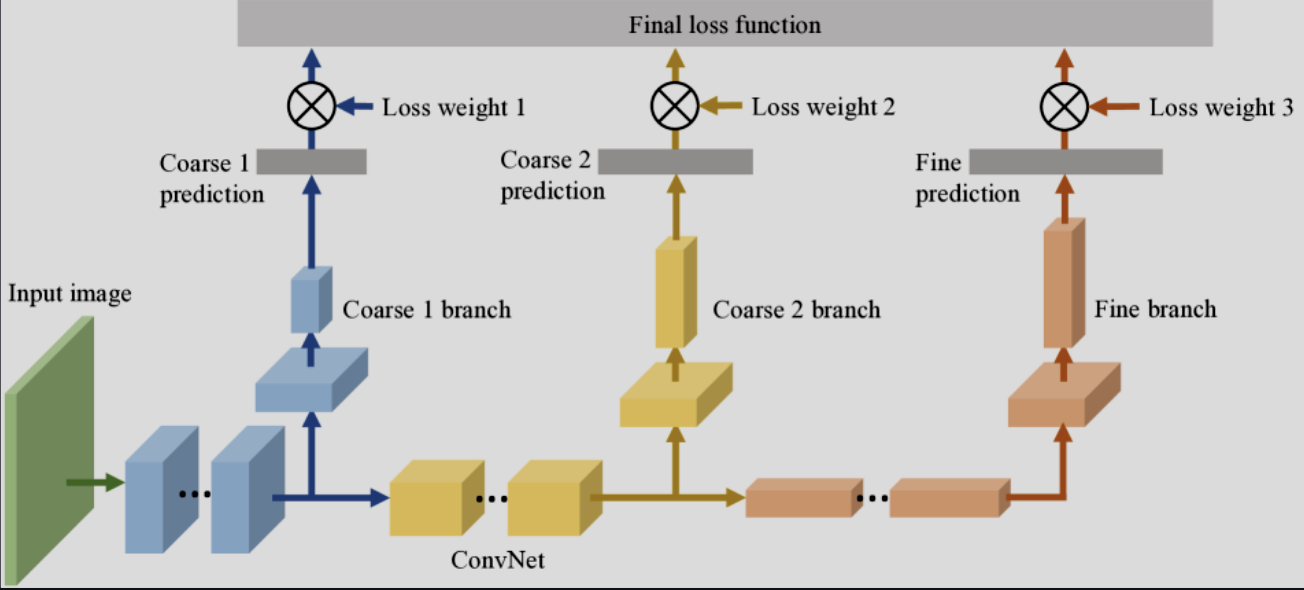 Final loss function
Loss weight 1
Loss weight 2
Loss weight 3
Coarse 1
prediction
Coarse 2
prediction
Fine
prediction
Input image
Coarse 1 branch
Coarse 2 branch
Fine branch
ConvNet